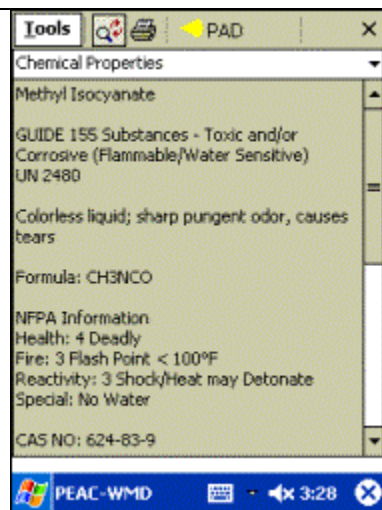 Tools PAD ×
Chemical Properties
Methyl Isocyanate
GUIDE 155 Substances - Toxic and/or
Corrosive (Flammable/Water Sensitive)
UN 2480
Colorless liquid; sharp pungent odor, causes
tears
Formula: CH3NCO
NFPA Information
Health: 4 Deadly
Fire: 3 Flash Point < 100°F
Reactivity: 3 Shock/Heat may Detonate
Special: No Water
CAS NO: 624-83-9
PEAC-WMD 3:28